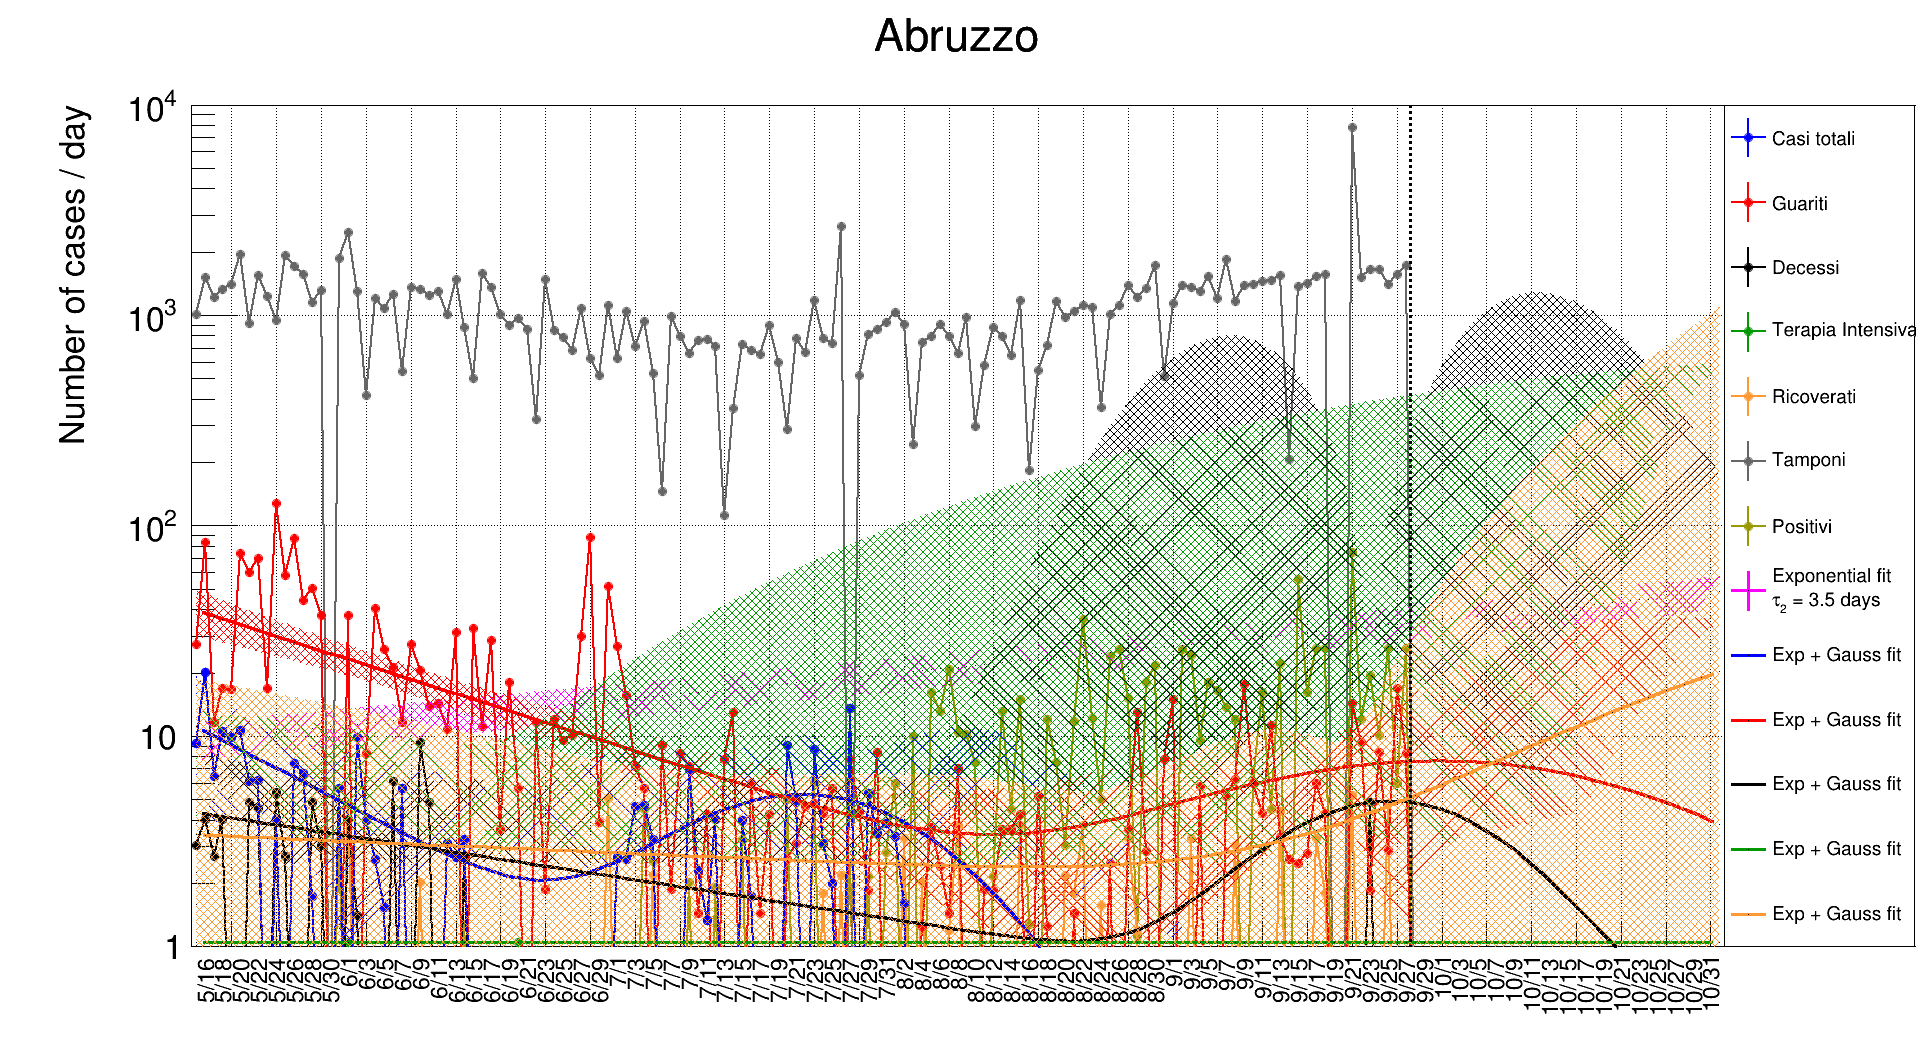 Abruzzo
Number of cases / day
10^4
10^3
10^2
10
1
5/16 5/18 5/20 5/22 5/24 5/26 5/28 5/30 6/1 6/3 6/5 6/7 6/9 6/11 6/13 6/15 6/17 6/19 6/21 6/23 6/25 6/27 6/29 7/1 7/3 7/5 7/7 7/9 7/11 7/13 7/15 7/17 7/19 7/21 7/23 7/25 7/27 7/29 7/31 8/2 8/4 8/6 8/8 8/10 8/12 8/14 8/16 8/18 8/20 8/22 8/24 8/26 8/28 8/30 9/1 9/3 9/5 9/7 9/9 9/11 9/13 9/15 9/17 9/19 9/21 9/23 9/25 9/27 9/29 10/1 10/3 10/5 10/7 10/9 10/11 10/13 10/15 10/17 10/19 10/21 10/23 10/25 10/27 10/29 10/31
Casi totali
Guariti
Decessi
Terapia Intensiva
Ricoverati
Tamponi
Positivi
Exponential fit
τ₂ = 3.5 days
Exp + Gauss fit
Exp + Gauss fit
Exp + Gauss fit
Exp + Gauss fit
Exp + Gauss fit